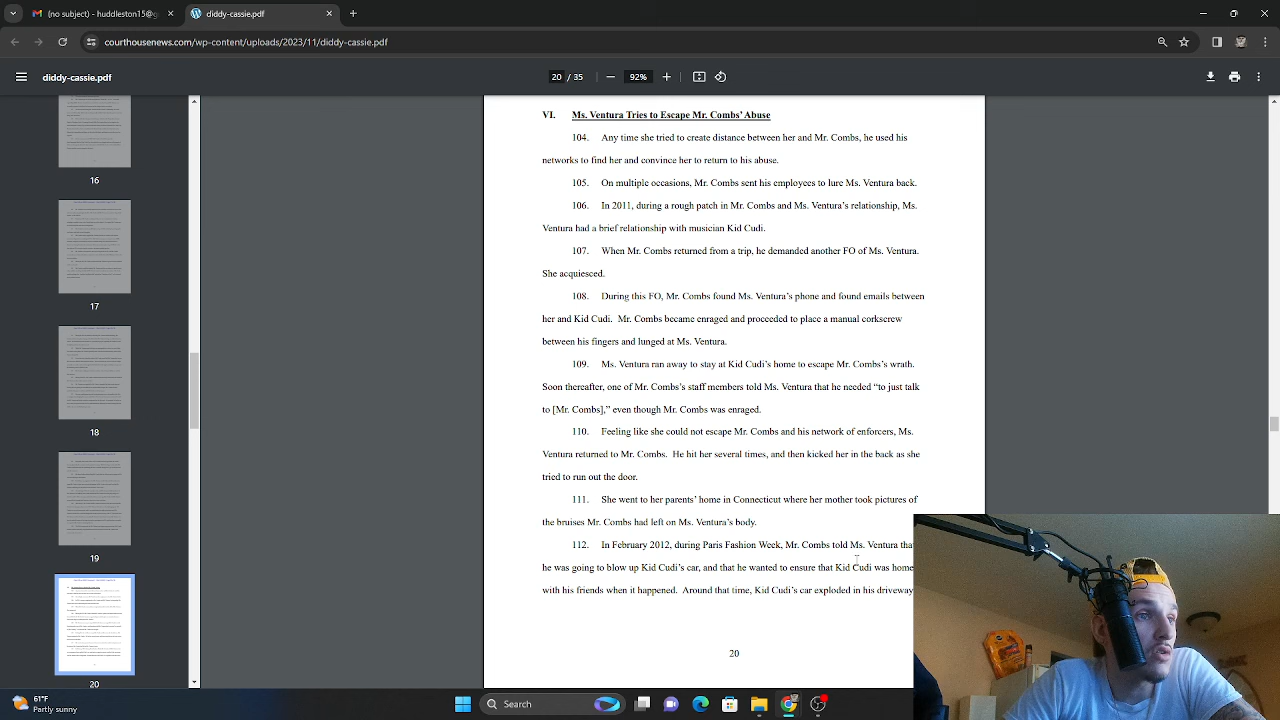 (no subject) - huddleston15@g
diddy-cassie.pdf
courthousenews.com/wp-content/uploads/2023/11/diddy-cassie.pdf
diddy-cassie.pdf
20 / 35
92%
16
17
18
19
20
VI. Ms. Ventura Tries to Escape Mr. Combs' Abuse
104. Any time she tried to create distance between her and Mr. Combs, he used his
networks to find her and convince her to return to his abuse.
105. On multiple occasions, Mr. Combs sent his employees to lure Ms. Ventura back.
106. In 2011, during a rough patch in Mr. Combs and Ms. Ventura's relationship, Ms.
Ventura had a brief relationship with musician Kid Cudi.
107. When Mr. Combs returned from a trip, he demanded another FO of Ms. Ventura.
She acquiesced.
108. During this FO, Mr. Combs found Ms. Ventura's phone and found emails between
her and Kid Cudi. Mr. Combs became enraged and proceeded to place a manual corkscrew
between his fingers and lunged at Ms. Ventura.
109. Ms. Ventura ran to safety at Kid Cudi's home to escape Mr. Combs's wrath.
Soon thereafter, one of Mr. Combs's staff members told Ms. Ventura that he needed "to just talk
to [Mr. Combs]," even though Mr. Combs was enraged.
110. Feeling like she could not escape Mr. Combs and his network of enforcers, Ms.
Ventura returned to Mr. Combs. He hit her several times, and then kicked her in the back as she
tried to run out the door.
111. She went to her parents' home in Connecticut—her mother took pictures of
the bruises Mr. Combs had left on Ms. Ventura's body.
112. In February 2012, during Paris Fashion Week, Mr. Combs told Ms. Ventura tha
he was going to blow up Kid Cudi's car, and that he wanted to ensure that Kid Cudi was home
with his friends when it happened. Around that time, Kid Cudi's car exploded in his driveway
20
51°F
Partly sunny
Search